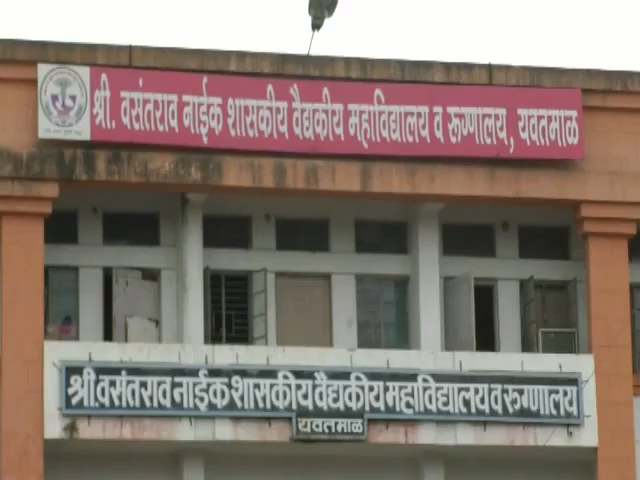 श्री. वसंतराव नाईक शासकीय वैद्यकीय महाविद्यालय व रूग्णालय, यवतमाळ
श्री.वसंतराव नाईक शासकीय वैद्यकीय महाविद्यालय व रुग्णालय
यवतमाळ